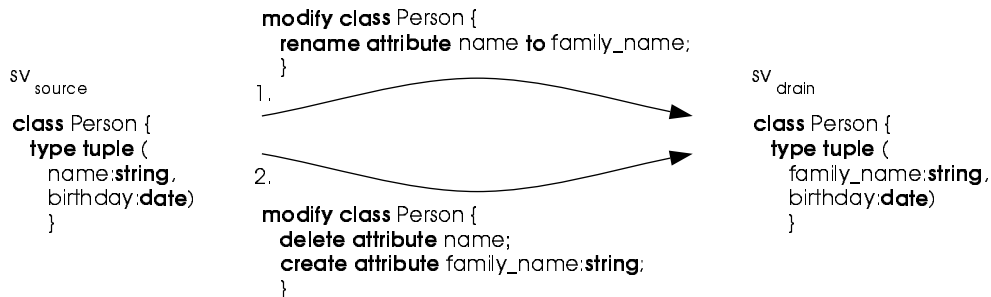 modify class Person {
rename attribute name to family_name;
}
1.
SV source
class Person {
type tuple (
name:string,
birthday:date)
}
2.
modify class Person {
delete attribute name;
create attribute family_name:string;
}
SV drain
class Person {
type tuple (
family_name:string,
birthday:date)
}